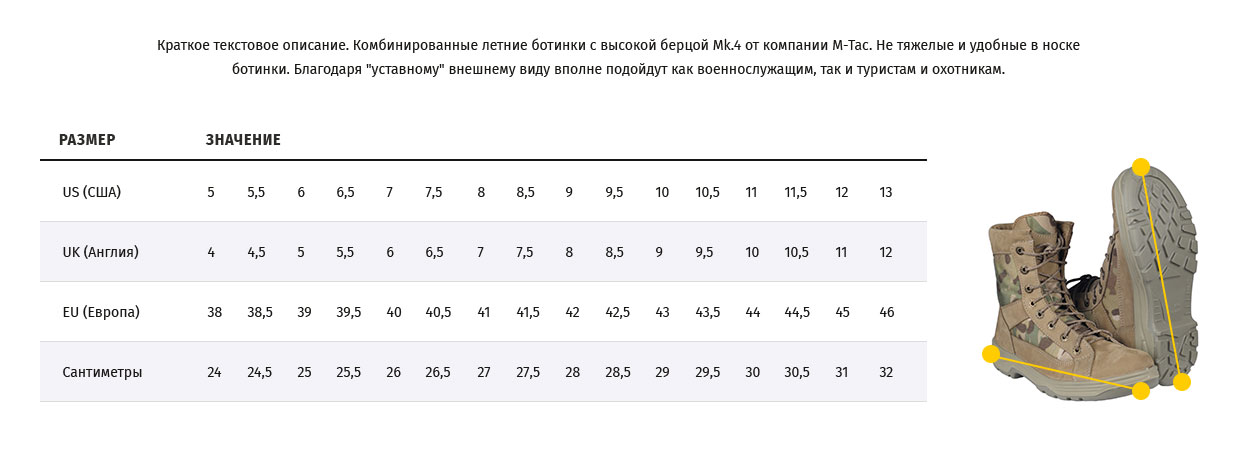 Краткое текстовое описание. Комбинированные летние ботинки с высокой берцой Mk.4 от компании M-Tac. Не тяжелые и удобные в носке
ботинки. Благодаря "уставному" внешнему виду вполне подойдут как военнослужащим, так и туристам и охотникам.
РАЗМЕР ЗНАЧЕНИЕ
US (США) 5 5,5 6 6,5 7 7,5 8 8,5 9 9,5 10 10,5 11 11,5 12 13
UK (Англия) 4 4,5 5 5,5 6 6,5 7 7,5 8 8,5 9 9,5 10 10,5 11 12
EU (Европа) 38 38,5 39 39,5 40 40,5 41 41,5 42 42,5 43 43,5 44 44,5 45 46
Сантиметры 24 24,5 25 25,5 26 26,5 27 27,5 28 28,5 29 29,5 30 30,5 31 32